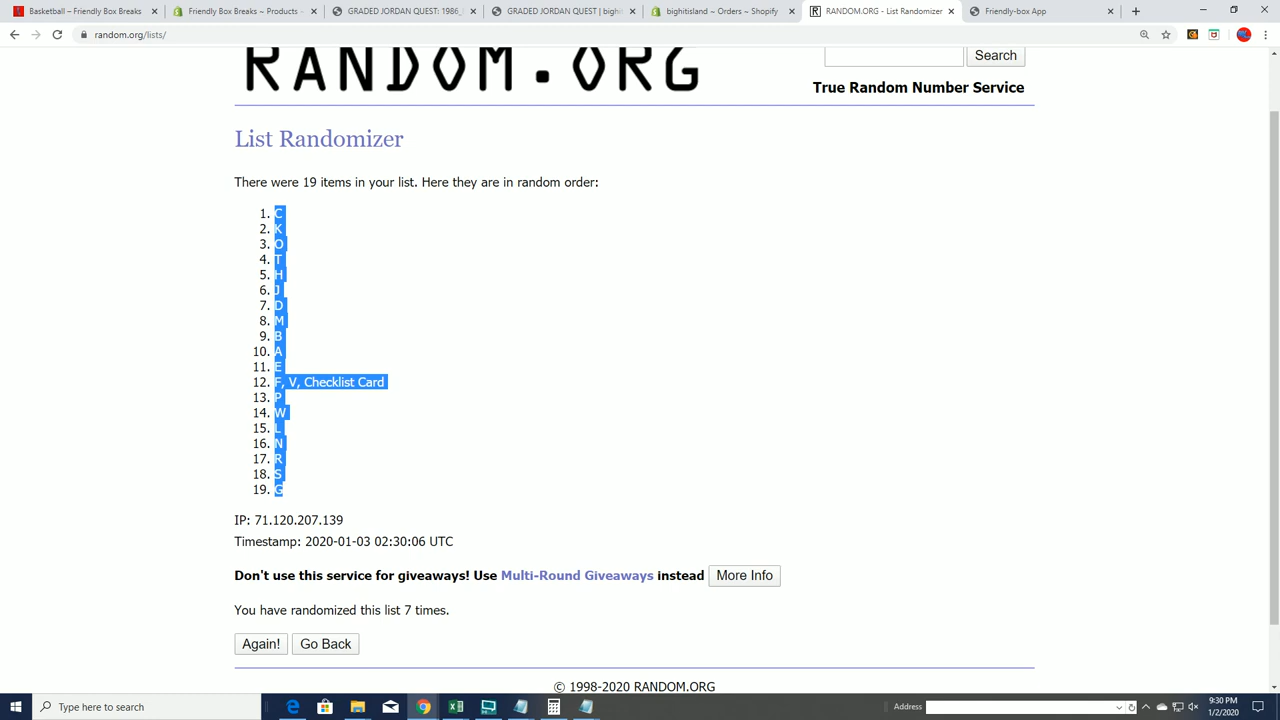 Basketball – Friendly Box Breaks
Friendly Box Breaks ~ Products ~
GRADED JORDAN QUEST: 1986_
GRADED JORDAN QUEST | bigh
bightisland ~ Orders ~ Shopify
RANDOM.ORG - List Randomizer
Friendly-box App
random.org/lists/
RANDOM.ORG
Search
True Random Number Service
List Randomizer
There were 19 items in your list. Here they are in random order:
1. C
2. K
3. O
4. T
5. H
6. J
7. D
8. M
9. B
10. A
11. E
12. F, V, Checklist Card
13. P
14. W
15. L
16. N
17. R
18. S
19. G
IP: 71.120.207.139
Timestamp: 2020-01-03 02:30:06 UTC
Don't use this service for giveaways! Use Multi-Round Giveaways instead More Info
You have randomized this list 7 times.
Again! Go Back
© 1998-2020 RANDOM.ORG
Type here to search
Address
9:30 PM
1/2/2020